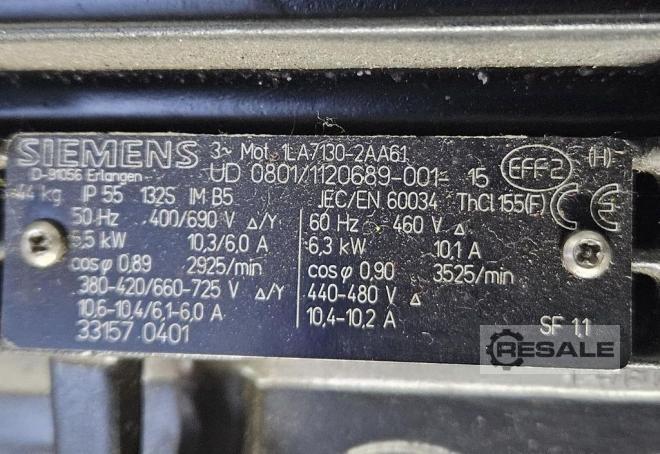 SIEMENS 3~ Mot. 1LA7130-2AA61
D-91056 Erlangen UD 0801/1120689-001- 15 EFF2 (H)
44 kg IP 55 132S IM B5 IEC/EN 60034 ThCl 155(F) CE
50 Hz 400/690 V Δ/Y 60 Hz 460 V Δ
5,5 kW 10,3/6,0 A 6,3 kW 10,1 A
cosφ 0,89 2925/min cosφ 0,90 3525/min
380-420/660-725 V Δ/Y 440-480 V Δ
10,6-10,4/6,1-6,0 A 10,4-10,2 A
33157 0401 SF 1.1
RESALE